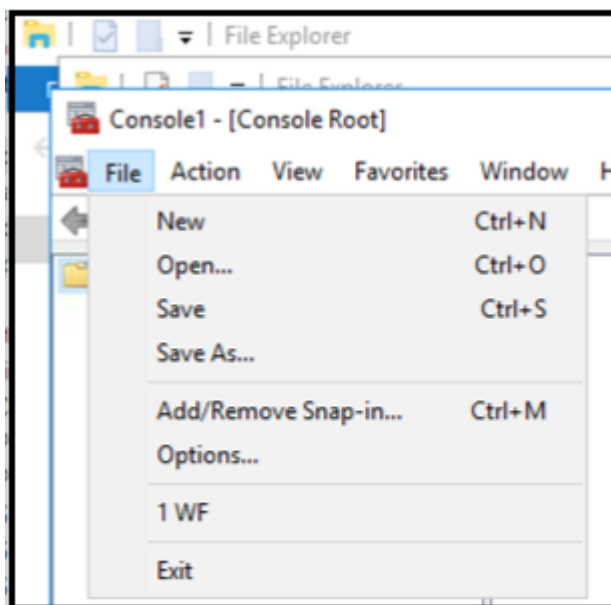 File Explorer
File Explorer
Console1 - [Console Root]
File Action View Favorites Window H
New Ctrl+N
Open... Ctrl+O
Save Ctrl+S
Save As...
Add/Remove Snap-in... Ctrl+M
Options...
1 WF
Exit